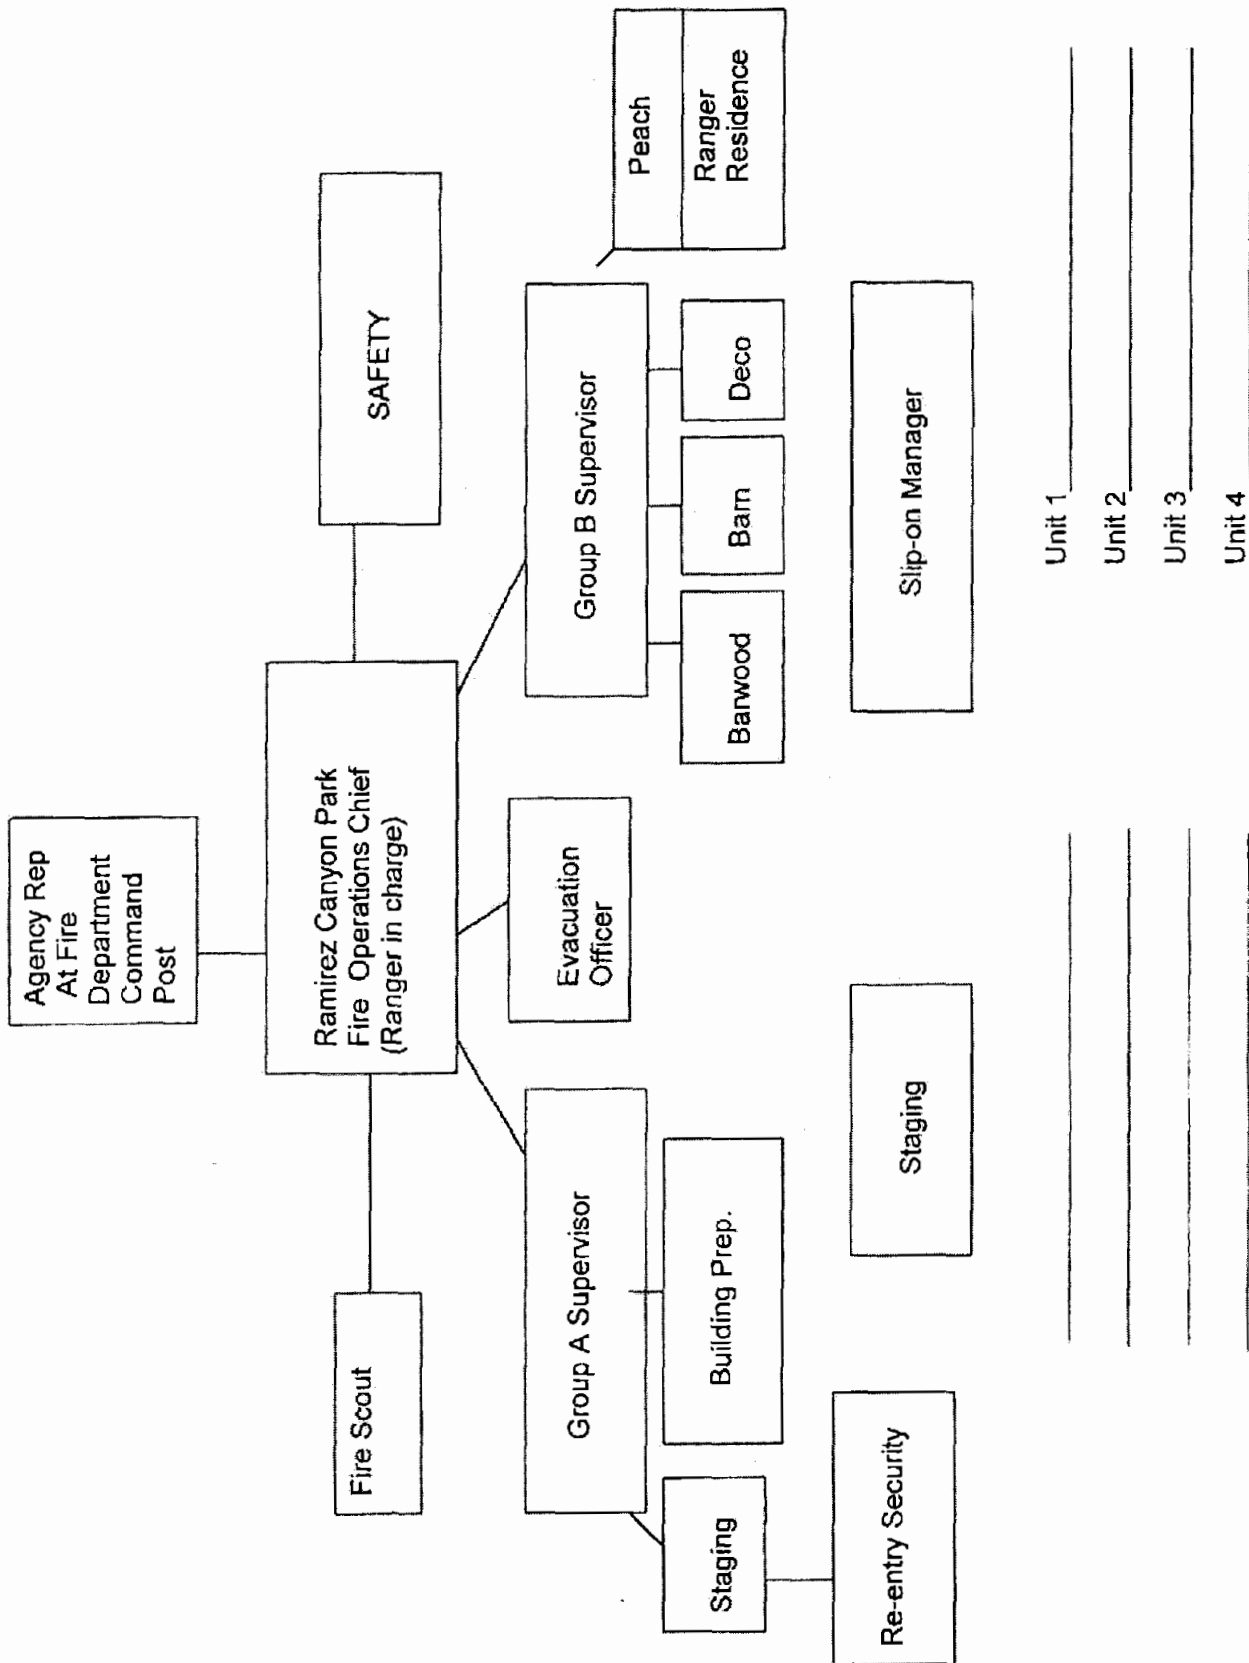 Agency Rep
At Fire
Department
Command
Post
Fire Scout
Ramirez Canyon Park
Fire Operations Chief
(Ranger in charge)
SAFETY
Group A Supervisor
Evacuation
Officer
Group B Supervisor
Peach
Ranger
Residence
Staging
Building Prep.
Barwood
Barn
Deco
Re-entry Security
Staging
Slip-on Manager
Unit 1
Unit 2
Unit 3
Unit 4